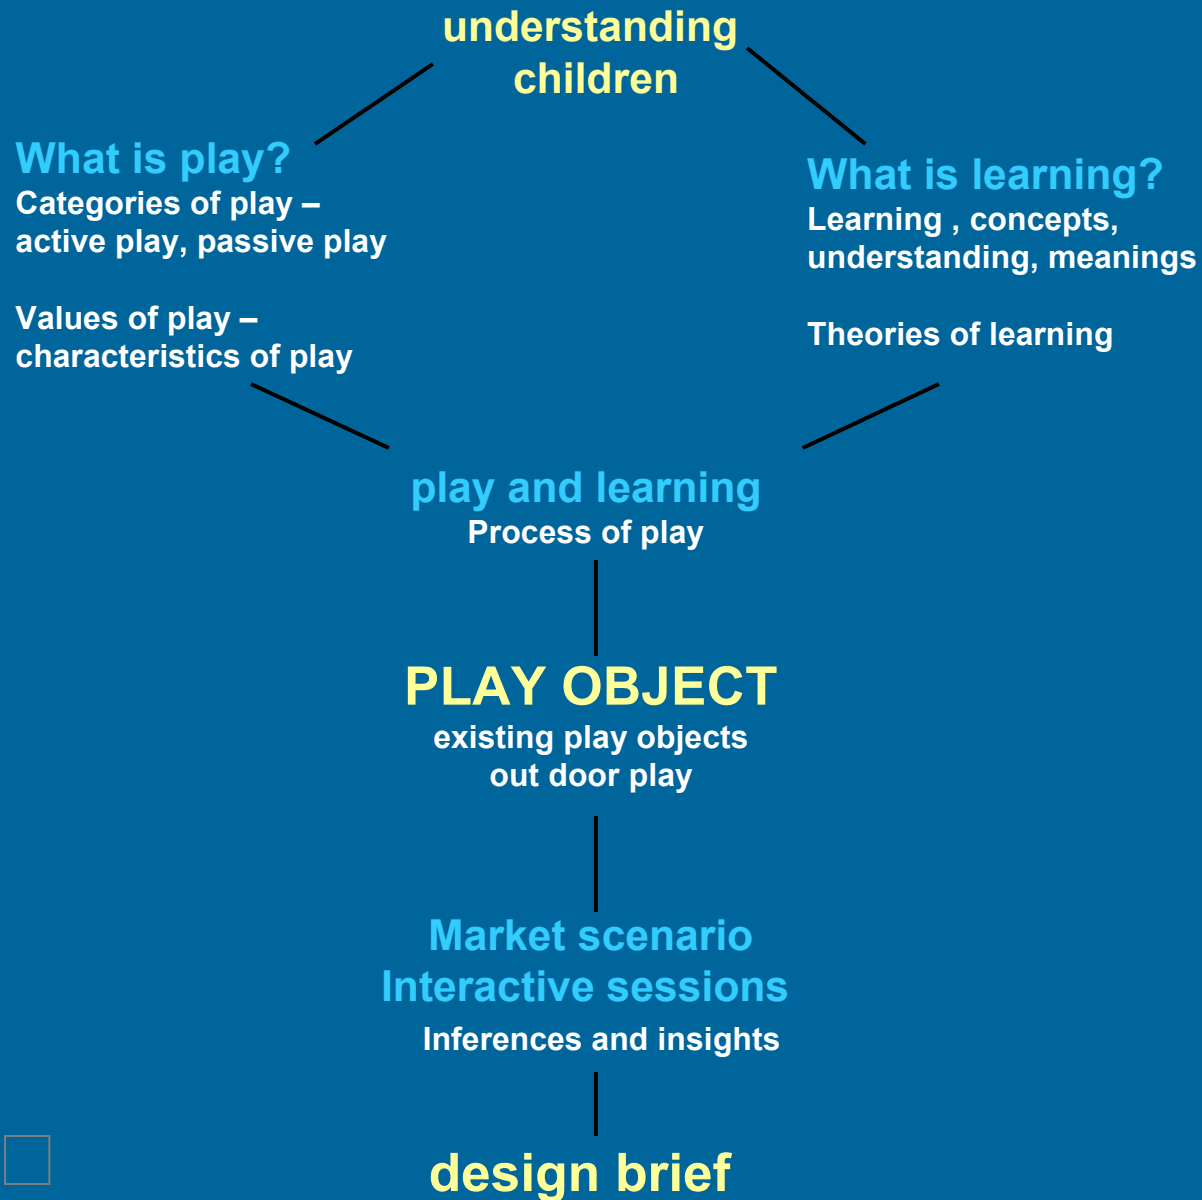 understanding
children
What is play?
Categories of play –
active play, passive play
Values of play –
characteristics of play
What is learning?
Learning , concepts,
understanding, meanings
Theories of learning
play and learning
Process of play
PLAY OBJECT
existing play objects
out door play
Market scenario
Interactive sessions
Inferences and insights
design brief